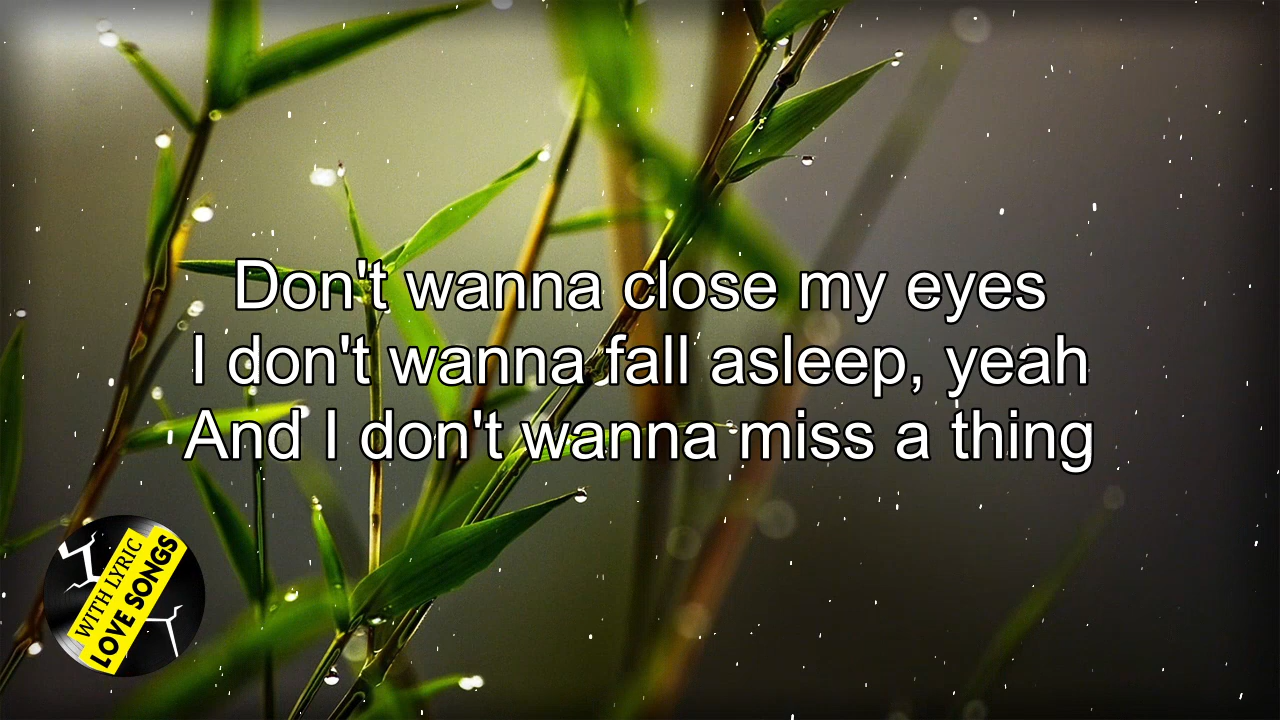 Don't wanna close my eyes
I don't wanna fall asleep, yeah
And I don't wanna miss a thing
WITH LYRIC
LOVE SONGS